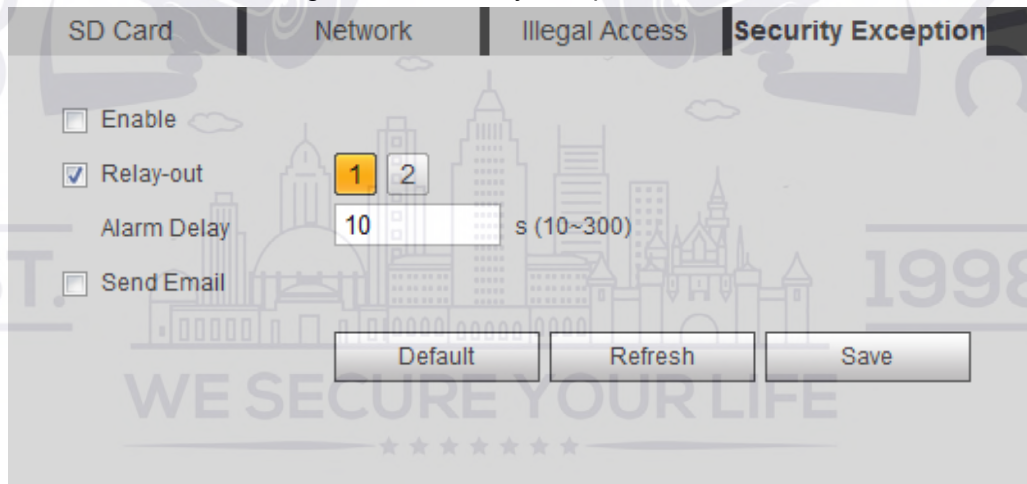 SD Card Network Illegal Access Security Exception
Enable
Relay-out 1 2
Alarm Delay 10 s (10~300)
Send Email
T. 1998
Default Refresh Save
WE SECURE YOUR LIFE